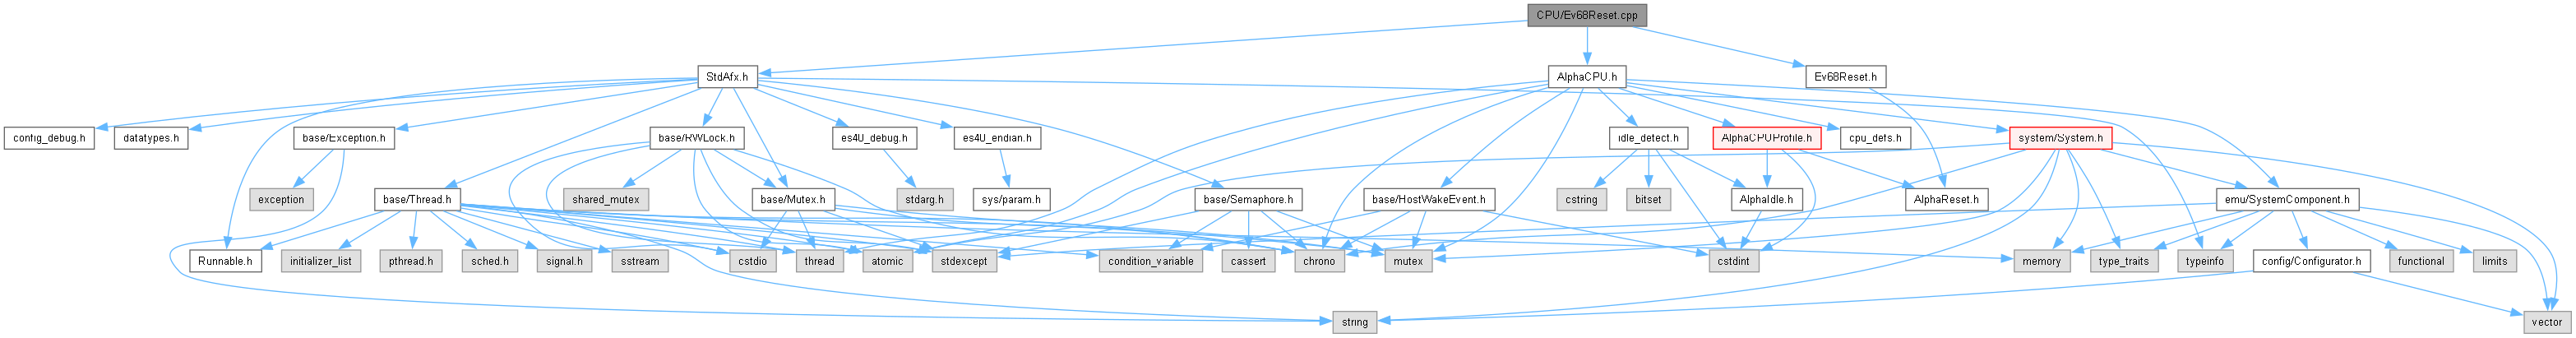 CPU/Ev68Reset.cpp
StdAfx.h
AlphaCPU.h
Ev68Reset.h
config_debug.h
datatypes.h
base/Exception.h
base/RWLock.h
es4U_debug.h
es4U_endian.h
idle_detect.h
AlphaCPUProfile.h
cpu_defs.h
system/System.h
exception
base/Thread.h
shared_mutex
base/Mutex.h
stdarg.h
sys/param.h
base/Semaphore.h
base/HostWakeEvent.h
cstring
bitset
AlphaIdle.h
AlphaReset.h
emu/SystemComponent.h
Runnable.h
initializer_list
pthread.h
sched.h
signal.h
sstream
cstdio
thread
atomic
stdexcept
condition_variable
cassert
chrono
mutex
cstdint
memory
type_traits
typeinfo
config/Configurator.h
functional
limits
string
vector